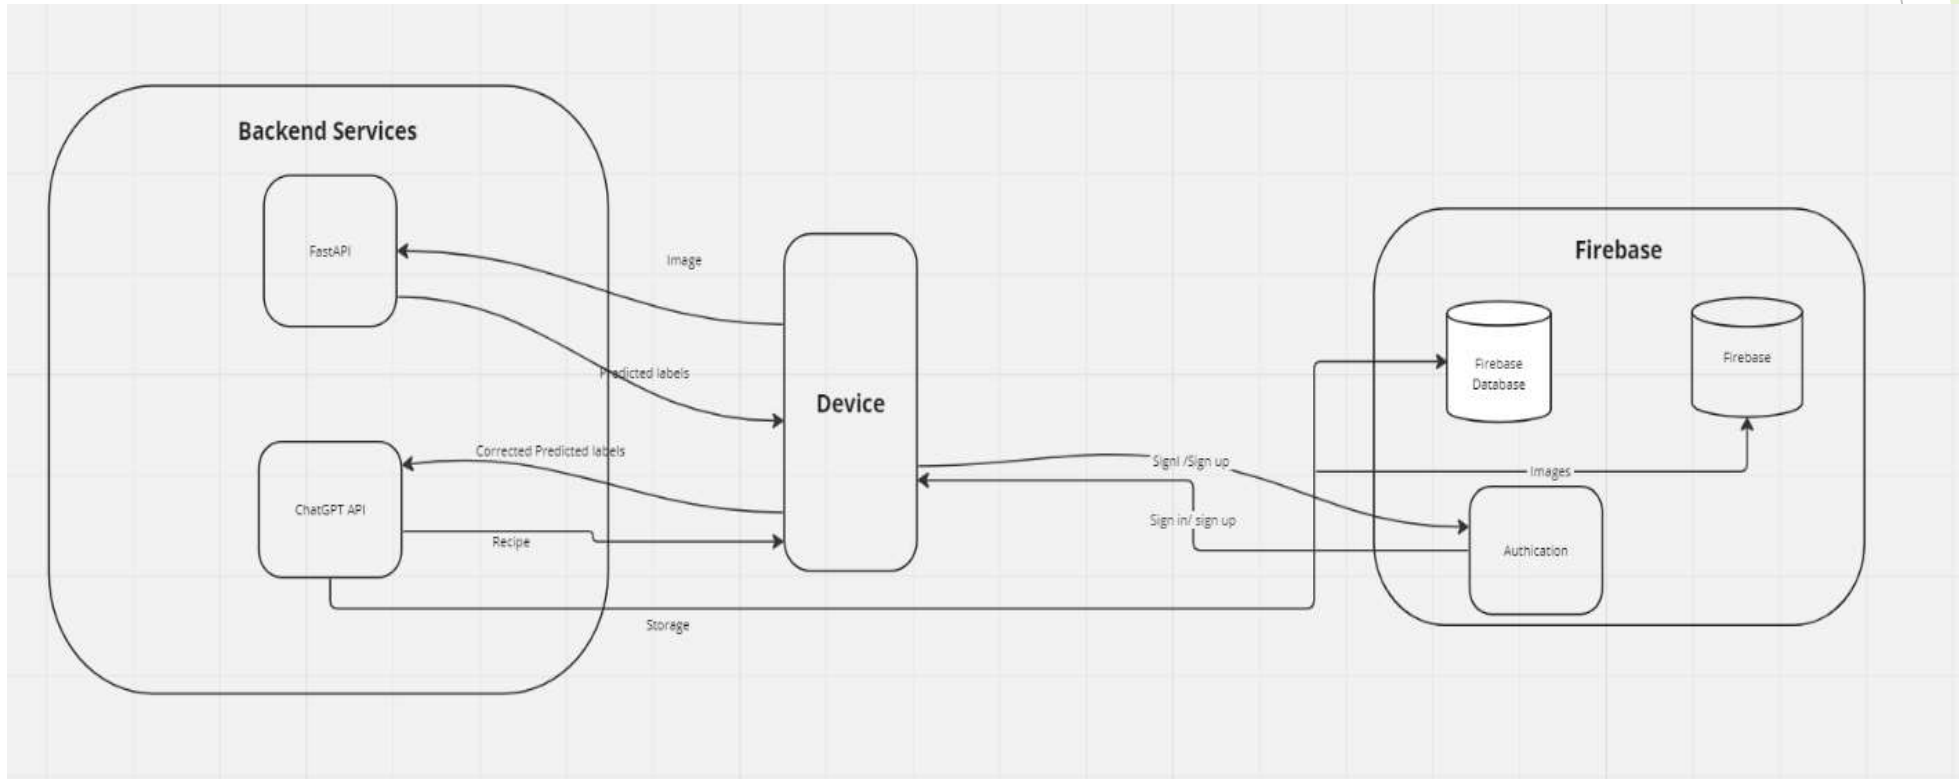 Backend Services
FastAPI
Image
Predicted labels
Corrected Predicted labels
ChatGPT API
Recipe
Storage
Device
SignI /Sign up
Sign in/ sign up
Firebase
Firebase
Database
Firebase
Images
Authication